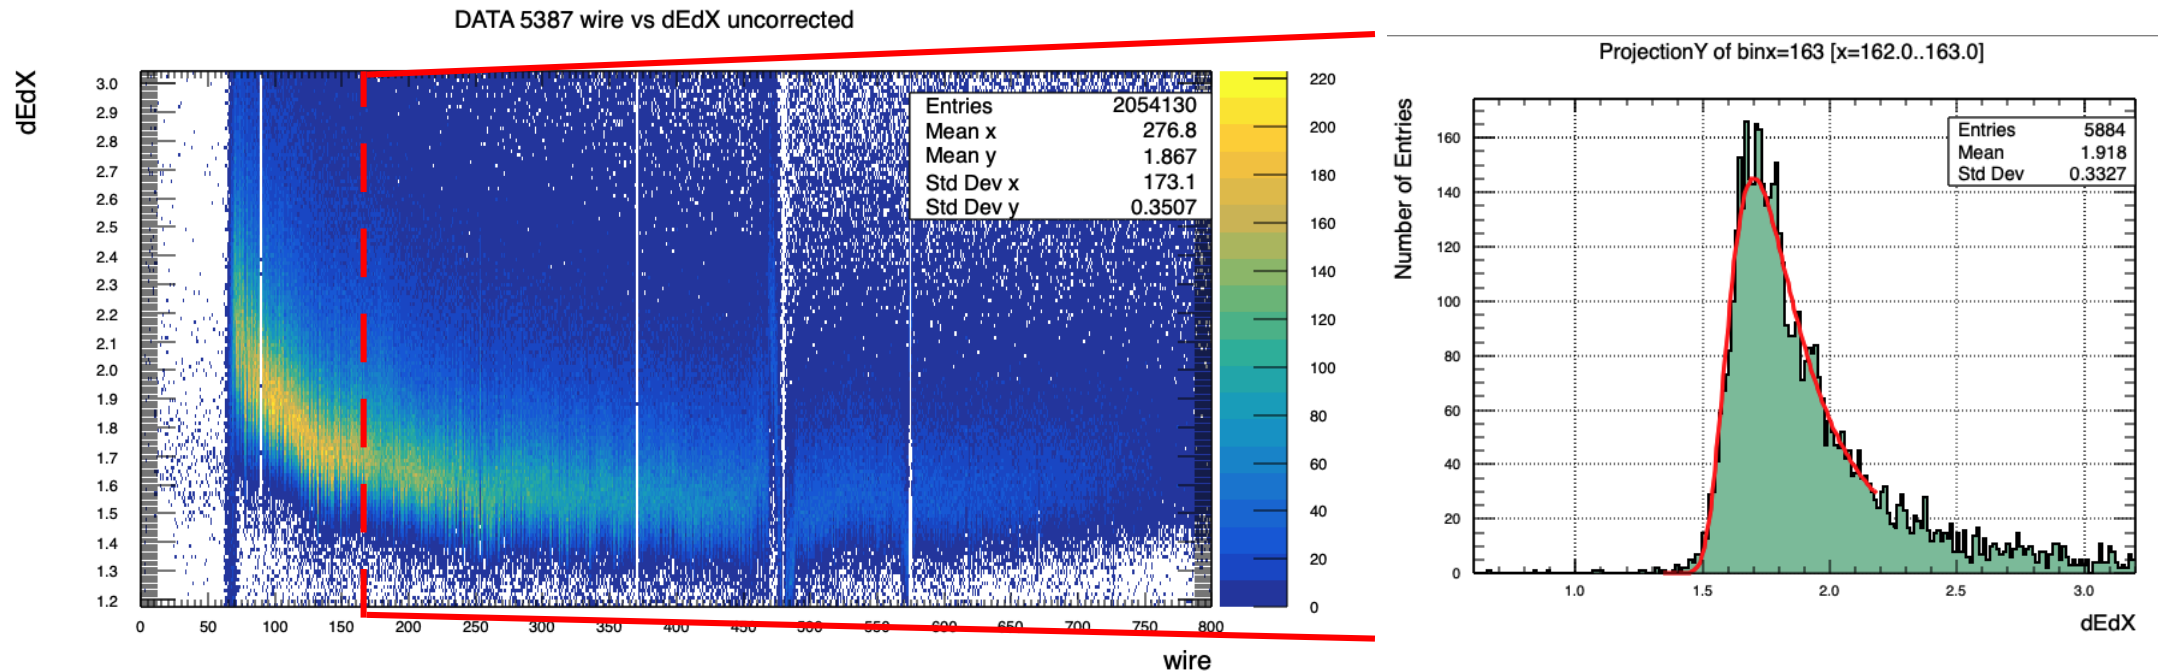 DATA 5387 wire vs dEdX uncorrected
dEdX
3.0
2.9
2.8
2.7
2.6
2.5
2.4
2.3
2.2
2.1
2.0
1.9
1.8
1.7
1.6
1.5
1.4
1.3
1.2
0 50 100 150 200 250 300 350 400 450 500 550 600 650 700 750 800
wire
Entries 2054130
Mean x 276.8
Mean y 1.867
Std Dev x 173.1
Std Dev y 0.3507
220
200
180
160
140
120
100
80
60
40
20
0
ProjectionY of binx=163 [x=162.0..163.0]
Number of Entries
160
140
120
100
80
60
40
20
0
Entries 5884
Mean 1.918
Std Dev 0.3327
1.0 1.5 2.0 2.5 3.0
dEdX